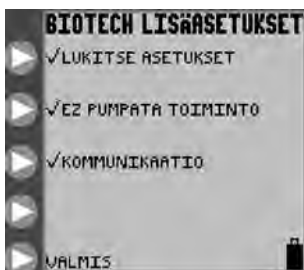 BIOTECH LISÄASETUKSET
√LUKITSE ASETUKSET
√EZ PUMPATA TOIMINTO
√KOMMUNIKAATIO
VALMIS